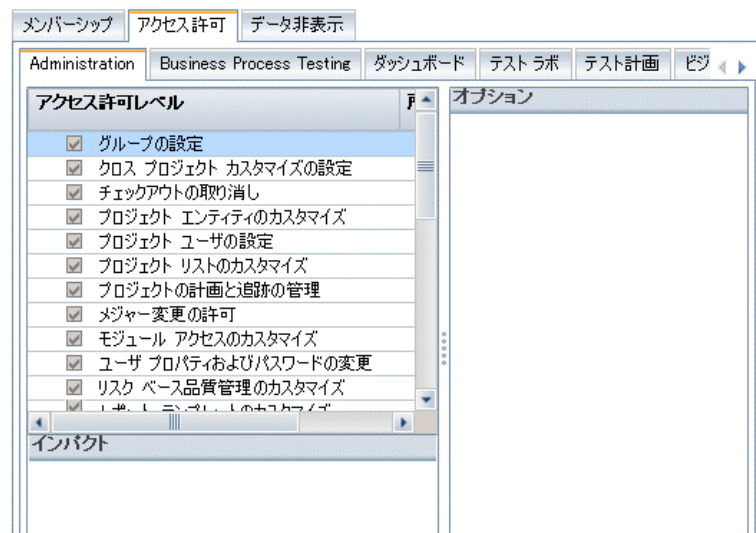 メンバーシップ アクセス許可 データ非表示
Administration Business Process Testing ダッシュボード テスト ラボ テスト計画 ビジ
アクセス許可レベル
オプション
グループの設定
クロス プロジェクト カスタマイズの設定
チェックアウトの取り消し
プロジェクト エンティティのカスタマイズ
プロジェクト ユーザの設定
プロジェクト リストのカスタマイズ
プロジェクトの計画と追跡の管理
メジャー変更の許可
モジュール アクセスのカスタマイズ
ユーザ プロパティおよびパスワードの変更
リスク ベース品質管理のカスタマイズ
インパクト